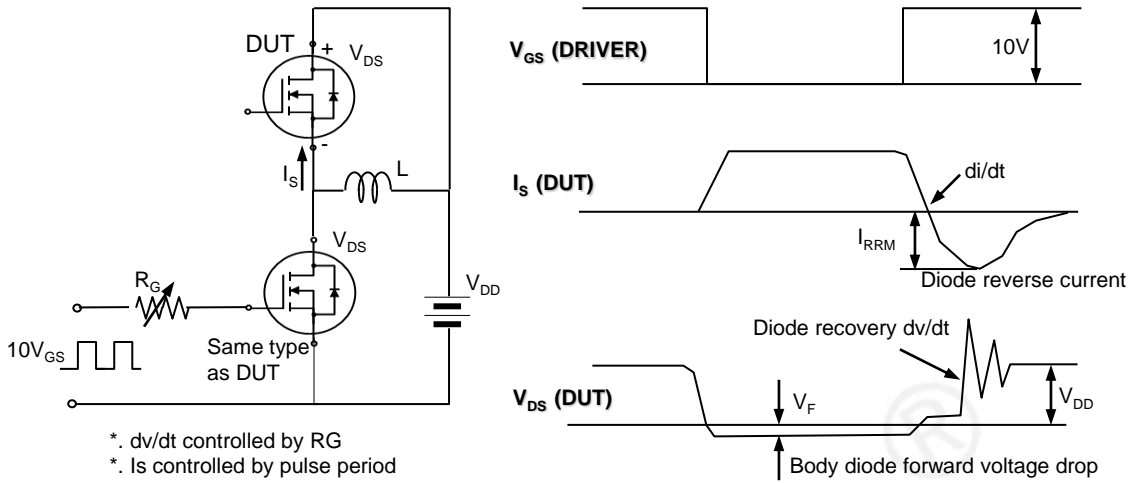 DUT
+
V_DS
-
I_S
L
V_DS
R_G
V_DD
10V_GS
Same type
as DUT
*. dv/dt controlled by RG
*. Is controlled by pulse period
V_GS (DRIVER)
10V
I_S (DUT)
di/dt
I_RRM
Diode reverse current
Diode recovery dv/dt
V_DS (DUT)
V_F
V_DD
Body diode forward voltage drop
®